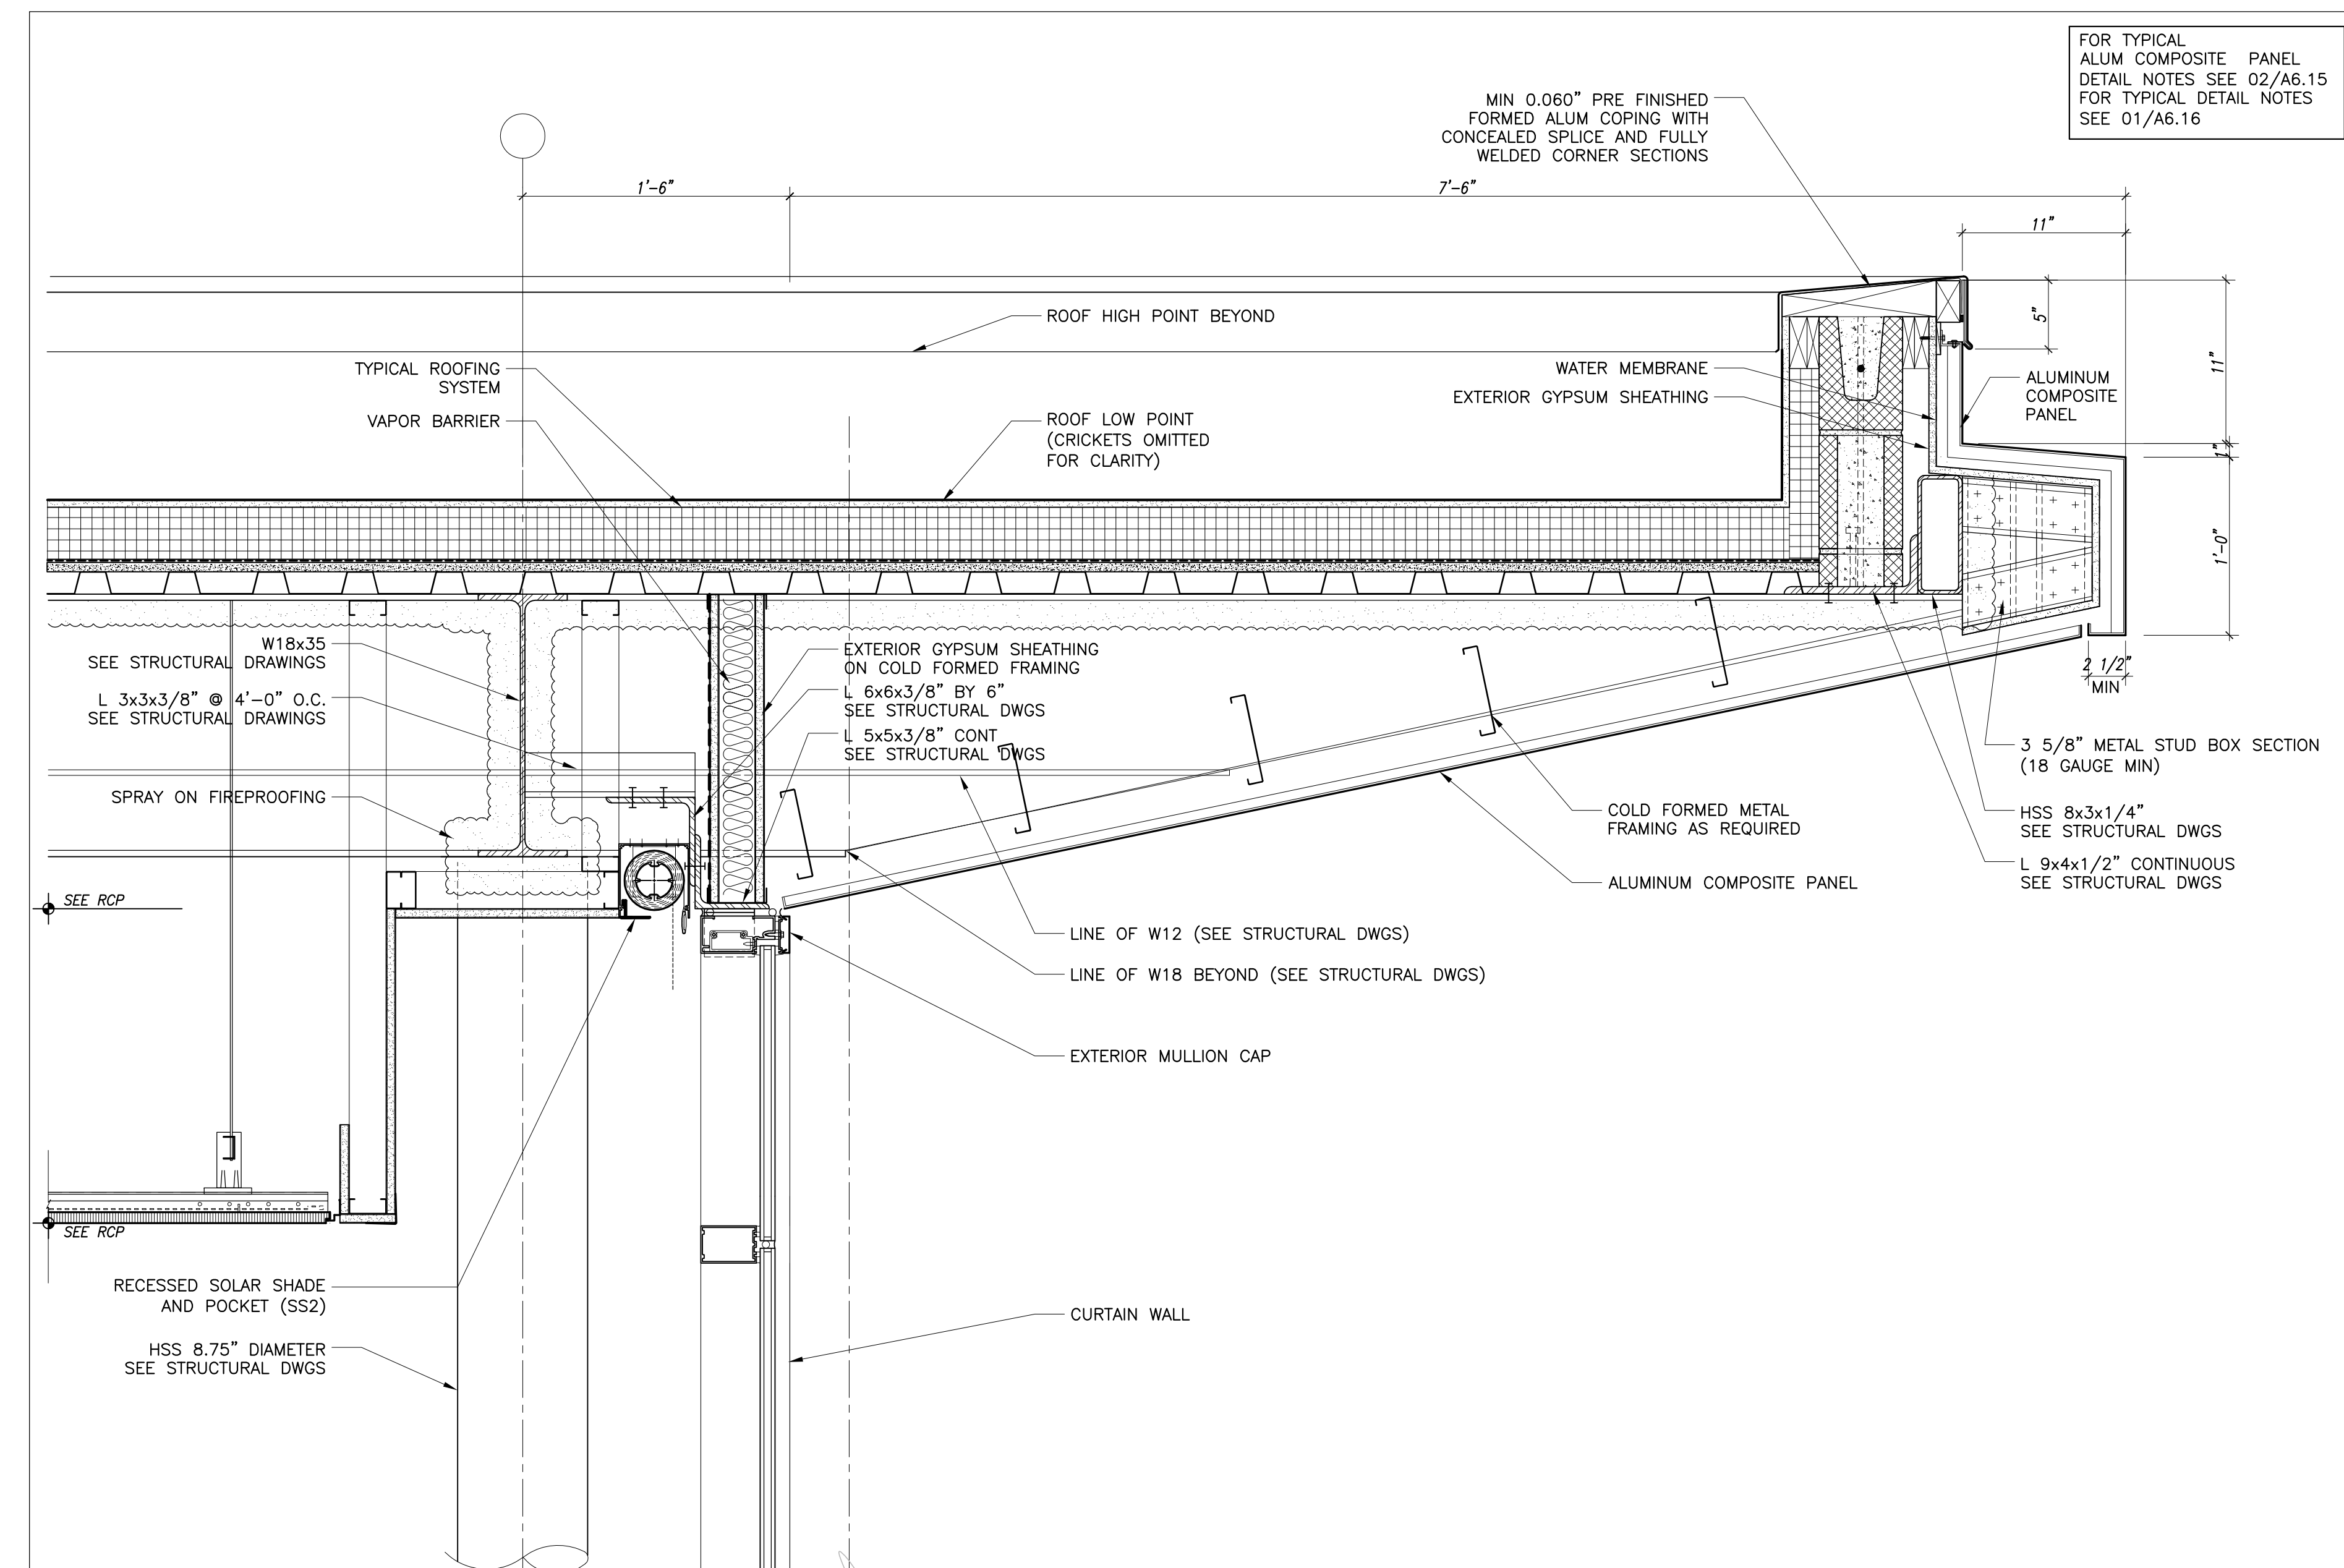 FOR TYPICAL
ALUM COMPOSITE PANEL
DETAIL NOTES SEE 02/A6.15
FOR TYPICAL DETAIL NOTES
SEE 01/A6.16
MIN 0.060" PRE FINISHED
FORMED ALUM COPING WITH
CONCEALED SPLICE AND FULLY
WELDED CORNER SECTIONS
1'-6"
7'-6"
11"
5"
11"
1"
1'-0"
2 1/2"
MIN
ROOF HIGH POINT BEYOND
TYPICAL ROOFING
SYSTEM
VAPOR BARRIER
ROOF LOW POINT
(CRICKETS OMITTED
FOR CLARITY)
WATER MEMBRANE
EXTERIOR GYPSUM SHEATHING
ALUMINUM
COMPOSITE
PANEL
W18x35
SEE STRUCTURAL DRAWINGS
L 3x3x3/8" @ 4'-0" O.C.
SEE STRUCTURAL DRAWINGS
SPRAY ON FIREPROOFING
EXTERIOR GYPSUM SHEATHING
ON COLD FORMED FRAMING
L 6x6x3/8" BY 6"
SEE STRUCTURAL DWGS
L 5x5x3/8" CONT
SEE STRUCTURAL DWGS
3 5/8" METAL STUD BOX SECTION
(18 GAUGE MIN)
HSS 8x3x1/4"
SEE STRUCTURAL DWGS
L 9x4x1/2" CONTINUOUS
SEE STRUCTURAL DWGS
COLD FORMED METAL
FRAMING AS REQUIRED
ALUMINUM COMPOSITE PANEL
SEE RCP
LINE OF W12 (SEE STRUCTURAL DWGS)
LINE OF W18 BEYOND (SEE STRUCTURAL DWGS)
EXTERIOR MULLION CAP
SEE RCP
RECESSED SOLAR SHADE
AND POCKET (SS2)
CURTAIN WALL
HSS 8.75" DIAMETER
SEE STRUCTURAL DWGS